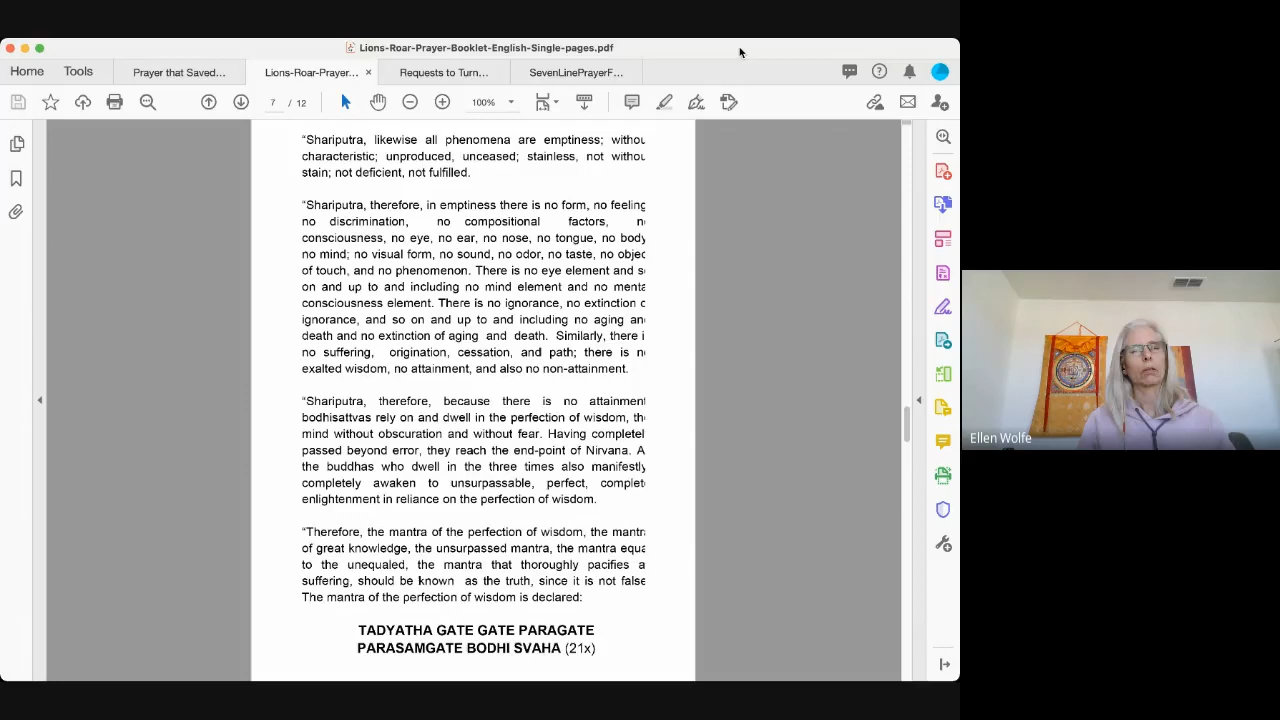 Lions-Roar-Prayer-Booklet-English-Single-pages.pdf
Home Tools Prayer that Saved... Lions-Roar-Prayer... × Requests to Turn... SevenLinePrayerF...
7 / 12 100%
“Shariputra, likewise all phenomena are emptiness; withou
characteristic; unproduced, unceased; stainless, not withou
stain; not deficient, not fulfilled.
“Shariputra, therefore, in emptiness there is no form, no feeling
no discrimination, no compositional factors, n
consciousness, no eye, no ear, no nose, no tongue, no body
no mind; no visual form, no sound, no odor, no taste, no objec
of touch, and no phenomenon. There is no eye element and s
on and up to and including no mind element and no menta
consciousness element. There is no ignorance, no extinction o
ignorance, and so on and up to and including no aging an
death and no extinction of aging and death. Similarly, there i
no suffering, origination, cessation, and path; there is n
exalted wisdom, no attainment, and also no non-attainment.
“Shariputra, therefore, because there is no attainment
bodhisattvas rely on and dwell in the perfection of wisdom, th
mind without obscuration and without fear. Having completel
passed beyond error, they reach the end-point of Nirvana. A
the buddhas who dwell in the three times also manifestly
completely awaken to unsurpassable, perfect, complet
enlightenment in reliance on the perfection of wisdom.
“Therefore, the mantra of the perfection of wisdom, the mantr
of great knowledge, the unsurpassed mantra, the mantra equa
to the unequaled, the mantra that thoroughly pacifies a
suffering, should be known as the truth, since it is not false
The mantra of the perfection of wisdom is declared:
TADYATHA GATE GATE PARAGATE
PARASAMGATE BODHI SVAHA (21x)
Ellen Wolfe